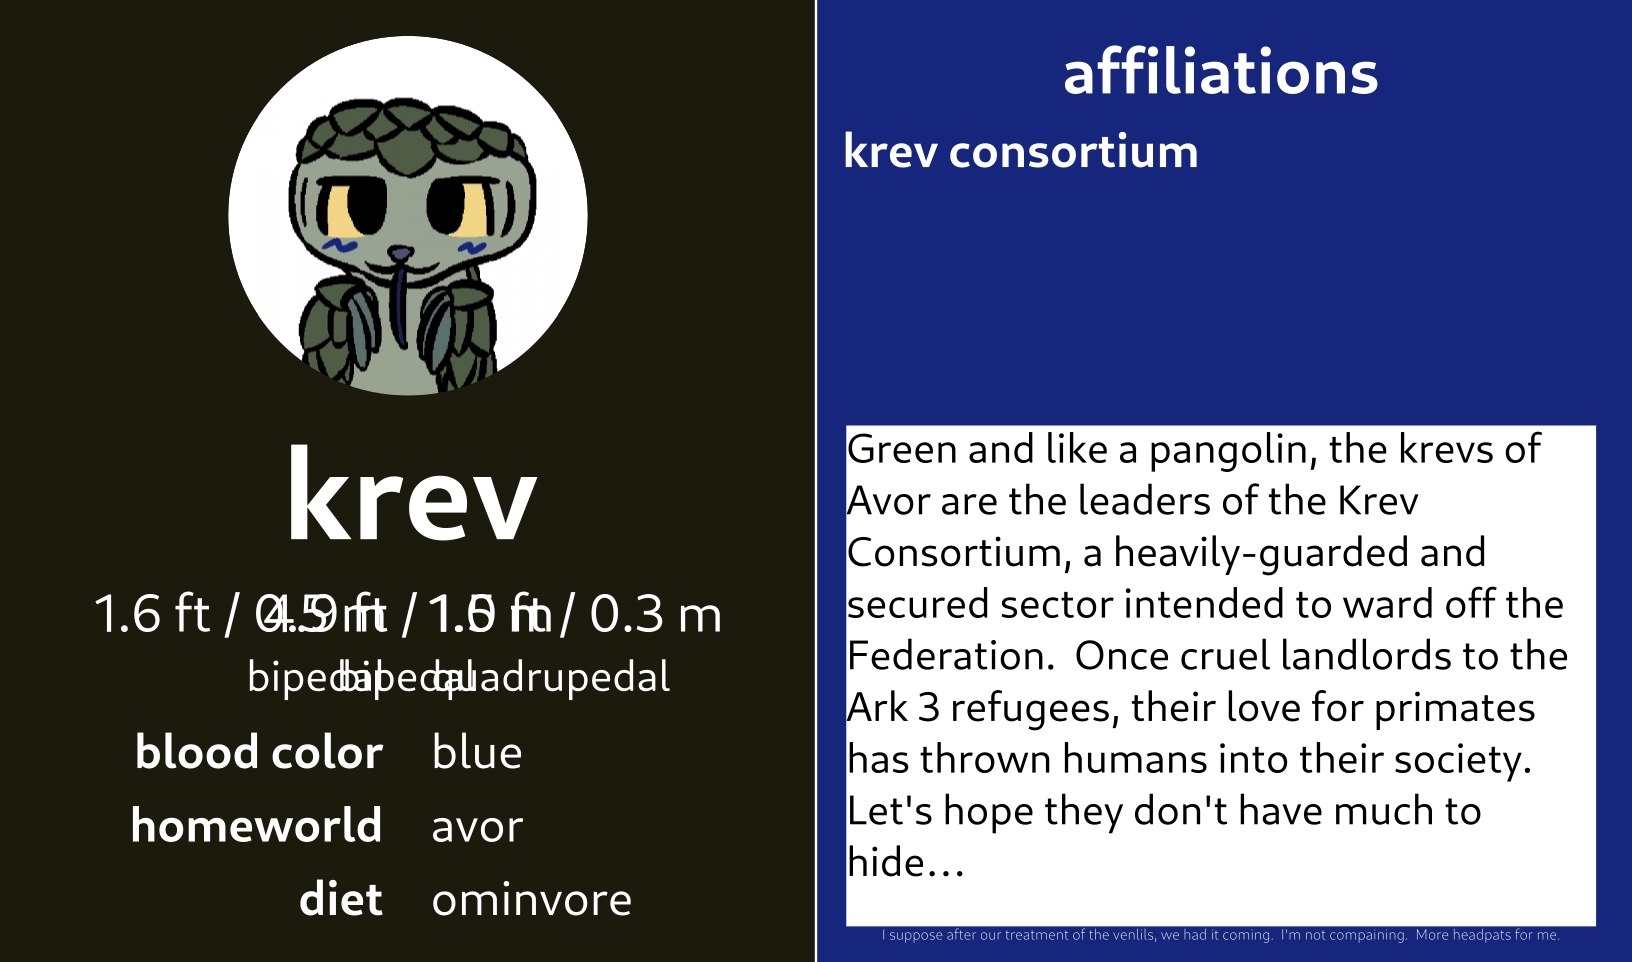 krev
1.6 ft / 0.5 m 4.9 ft / 1.5 m 1.0 ft / 0.3 m
bipedal bipedal quadrupedal
blood color blue
homeworld avor
diet ominvore
affiliations
krev consortium
Green and like a pangolin, the krevs of
Avor are the leaders of the Krev
Consortium, a heavily-guarded and
secured sector intended to ward off the
Federation.  Once cruel landlords to the
Ark 3 refugees, their love for primates
has thrown humans into their society.
Let's hope they don't have much to
hide...
I suppose after our treatment of the venlils, we had it coming.  I'm not compaining.  More headpats for me.